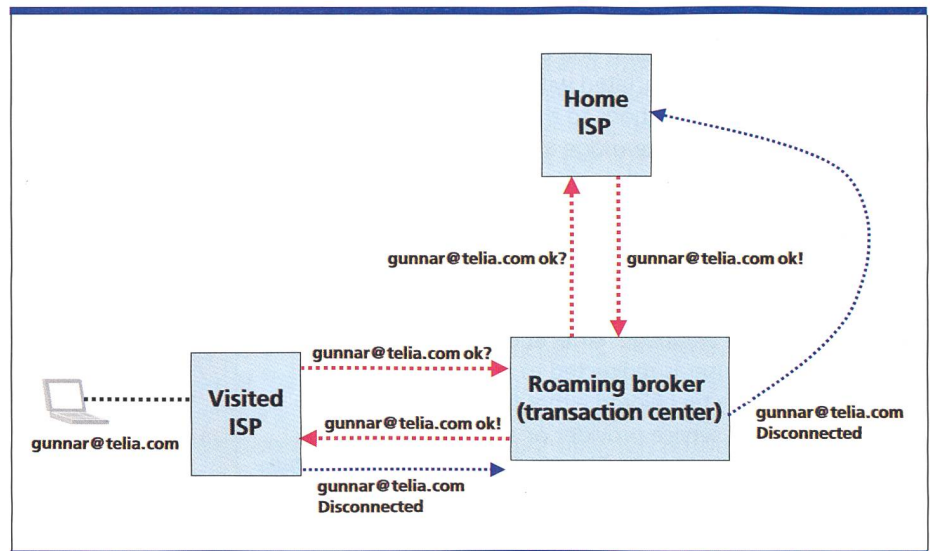 Home
ISP
gunnar@telia.com ok?
gunnar@telia.com ok!
gunnar@telia.com ok?
Visited
ISP
Roaming broker
(transaction center)
gunnar@telia.com ok!
gunnar@telia.com
gunnar@telia.com
Disconnected
gunnar@telia.com
Disconnected